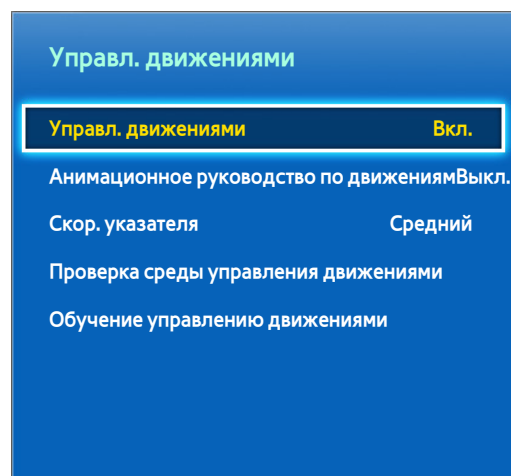 Управл. движениями
Управл. движениями Вкл.
Анимационное руководство по движениямВыкл.
Скор. указателя Средний
Проверка среды управления движениями
Обучение управлению движениями